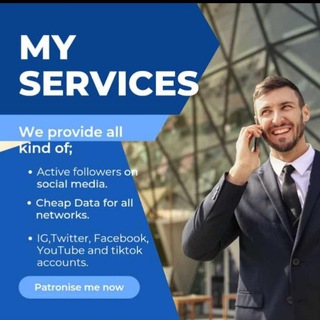 MY
SERVICES
We provide all
kind of;
Active followers on
social media.
Cheap Data for all
networks.
IG,Twitter, Facebook,
YouTube and tiktok
accounts.
Patronise me now